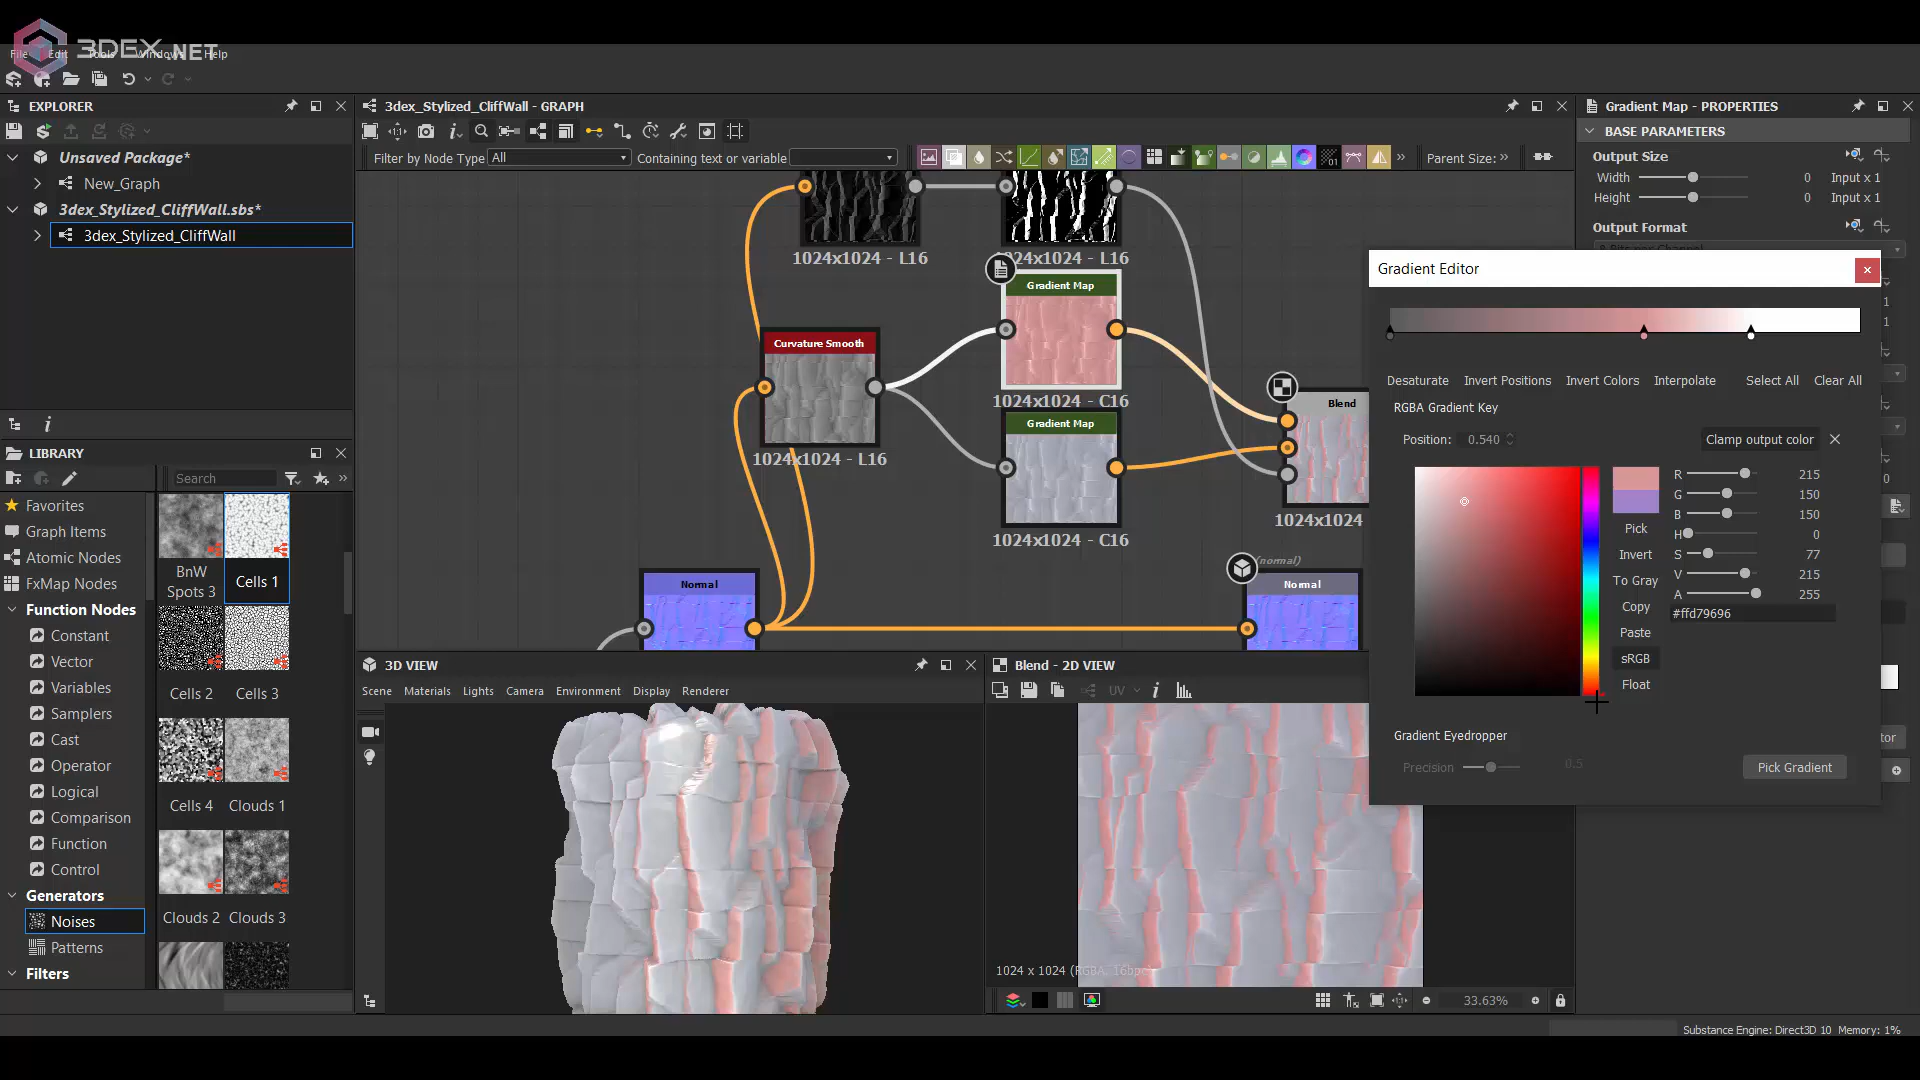 3DEX.NET
File Edit Tools Windows Help
EXPLORER
Unsaved Package*
New_Graph
3dex_Stylized_CliffWall.sbs*
3dex_Stylized_CliffWall
LIBRARY
Search
Favorites
Graph Items
Atomic Nodes
FxMap Nodes
Function Nodes
Constant
Vector
Variables
Samplers
Cast
Operator
Logical
Comparison
Function
Control
Generators
Noises
Patterns
Filters
BnW
Spots 3
Cells 1
Cells 2
Cells 3
Cells 4
Clouds 1
Clouds 2
Clouds 3
3dex_Stylized_CliffWall - GRAPH
Filter by Node Type
All
Containing text or variable
01
Parent Size:
1024x1024 - L16
1024x1024 - L16
Gradient Map
1024x1024 - C16
Curvature Smooth
1024x1024 - L16
Gradient Map
1024x1024 - C16
Blend
1024x1024
Normal
(normal)
Normal
3D VIEW
Scene Materials Lights Camera Environment Display Renderer
Blend - 2D VIEW
UV
1024 x 1024 (RGBA, 16bpc)
33.63%
Gradient Map - PROPERTIES
BASE PARAMETERS
Output Size
Width 0 Input x 1
Height 0 Input x 1
Output Format
Gradient Editor
Desaturate Invert Positions Invert Colors Interpolate Select All Clear All
RGBA Gradient Key
Position: 0.540
Clamp output color
R 215
G 150
B 150
H 0
S 77
V 215
A 255
#ffd79696
Pick
Invert
To Gray
Copy
Paste
sRGB
Float
Gradient Eyedropper
Precision 0.5
Pick Gradient
Substance Engine: Direct3D 10 Memory: 1%